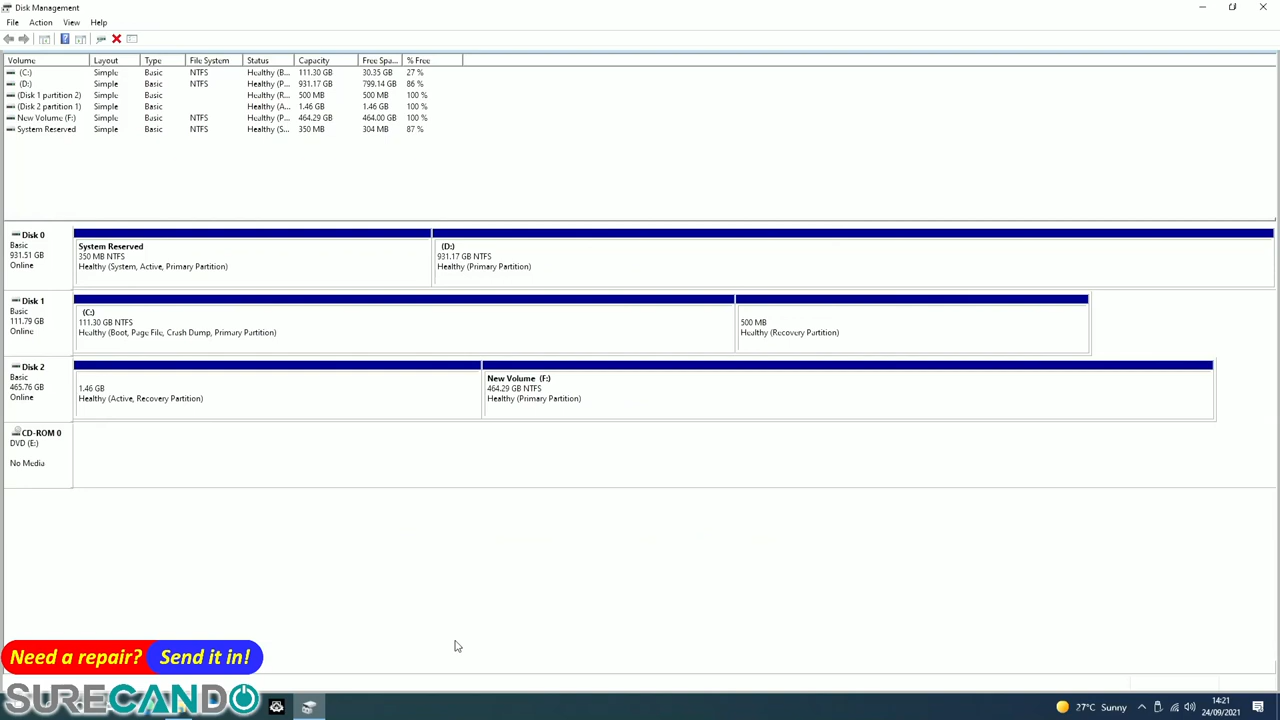 Disk Management
File Action View Help
Volume Layout Type File System Status Capacity Free Spa... % Free
(C:) Simple Basic NTFS Healthy (B... 111.30 GB 30.35 GB 27 %
(D:) Simple Basic NTFS Healthy (P... 931.17 GB 799.14 GB 86 %
(Disk 1 partition 2) Simple Basic Healthy (R... 500 MB 500 MB 100 %
(Disk 2 partition 1) Simple Basic Healthy (A... 1.46 GB 1.46 GB 100 %
New Volume (F:) Simple Basic NTFS Healthy (P... 464.29 GB 464.00 GB 100 %
System Reserved Simple Basic NTFS Healthy (S... 350 MB 304 MB 87 %
Disk 0
Basic
931.51 GB
Online
System Reserved
350 MB NTFS
Healthy (System, Active, Primary Partition)
(D:)
931.17 GB NTFS
Healthy (Primary Partition)
Disk 1
Basic
111.79 GB
Online
(C:)
111.30 GB NTFS
Healthy (Boot, Page File, Crash Dump, Primary Partition)
500 MB
Healthy (Recovery Partition)
Disk 2
Basic
465.76 GB
Online
1.46 GB
Healthy (Active, Recovery Partition)
New Volume (F:)
464.29 GB NTFS
Healthy (Primary Partition)
CD-ROM 0
DVD (E:)
No Media
Need a repair? Send it in!
SURECANDO
27°C Sunny
14:21
24/09/2021